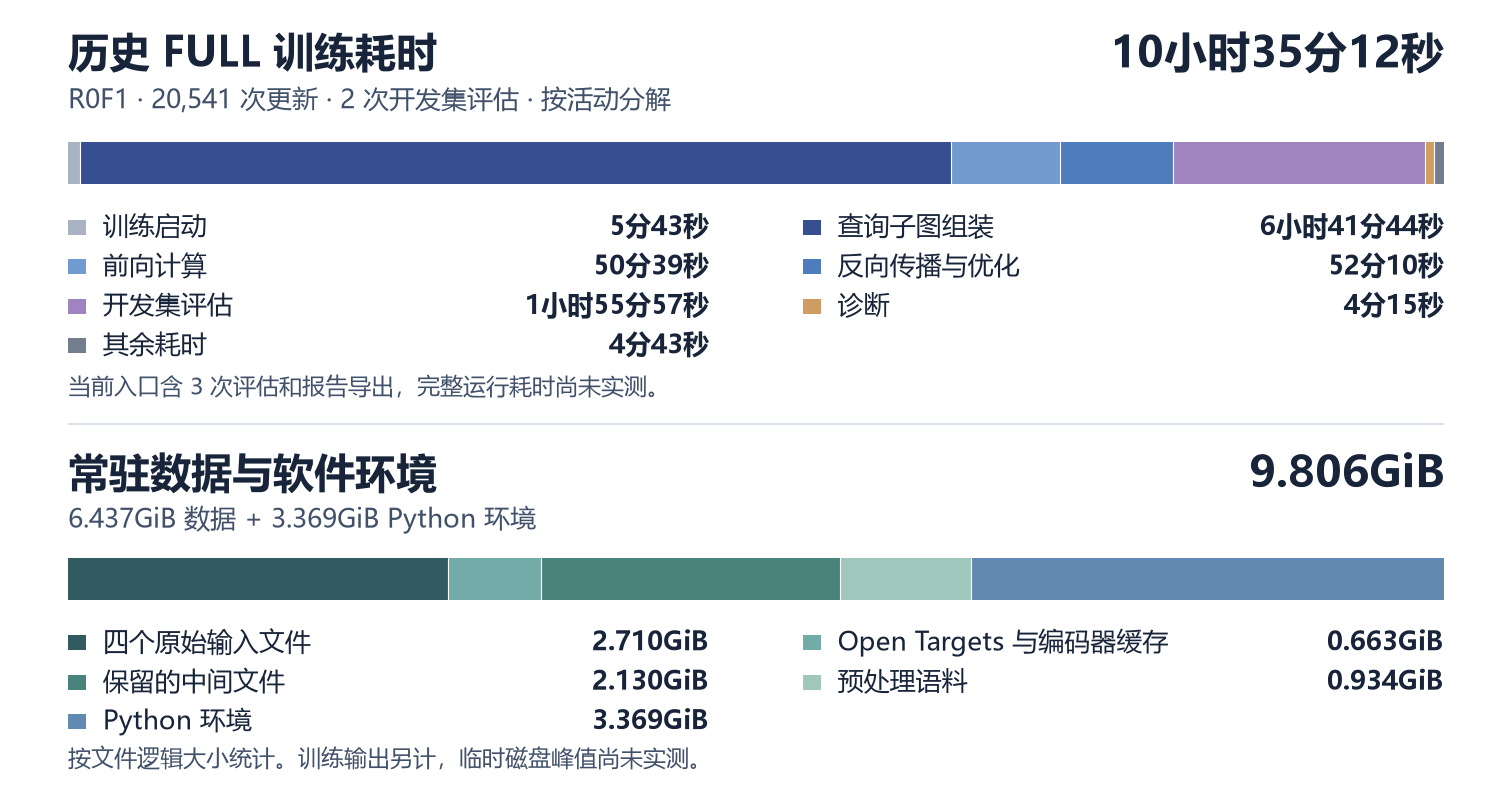 历史 FULL 训练耗时 10小时35分12秒
R0F1 · 20,541 次更新 · 2 次开发集评估 · 按活动分解
训练启动 5分43秒 查询子图组装 6小时41分44秒
前向计算 50分39秒 反向传播与优化 52分10秒
开发集评估 1小时55分57秒 诊断 4分15秒
其余耗时 4分43秒
当前入口含 3 次评估和报告导出，完整运行耗时尚未实测。
常驻数据与软件环境 9.806GiB
6.437GiB 数据 + 3.369GiB Python 环境
四个原始输入文件 2.710GiB Open Targets 与编码器缓存 0.663GiB
保留的中间文件 2.130GiB 预处理语料 0.934GiB
Python 环境 3.369GiB
按文件逻辑大小统计。训练输出另计，临时磁盘峰值尚未实测。